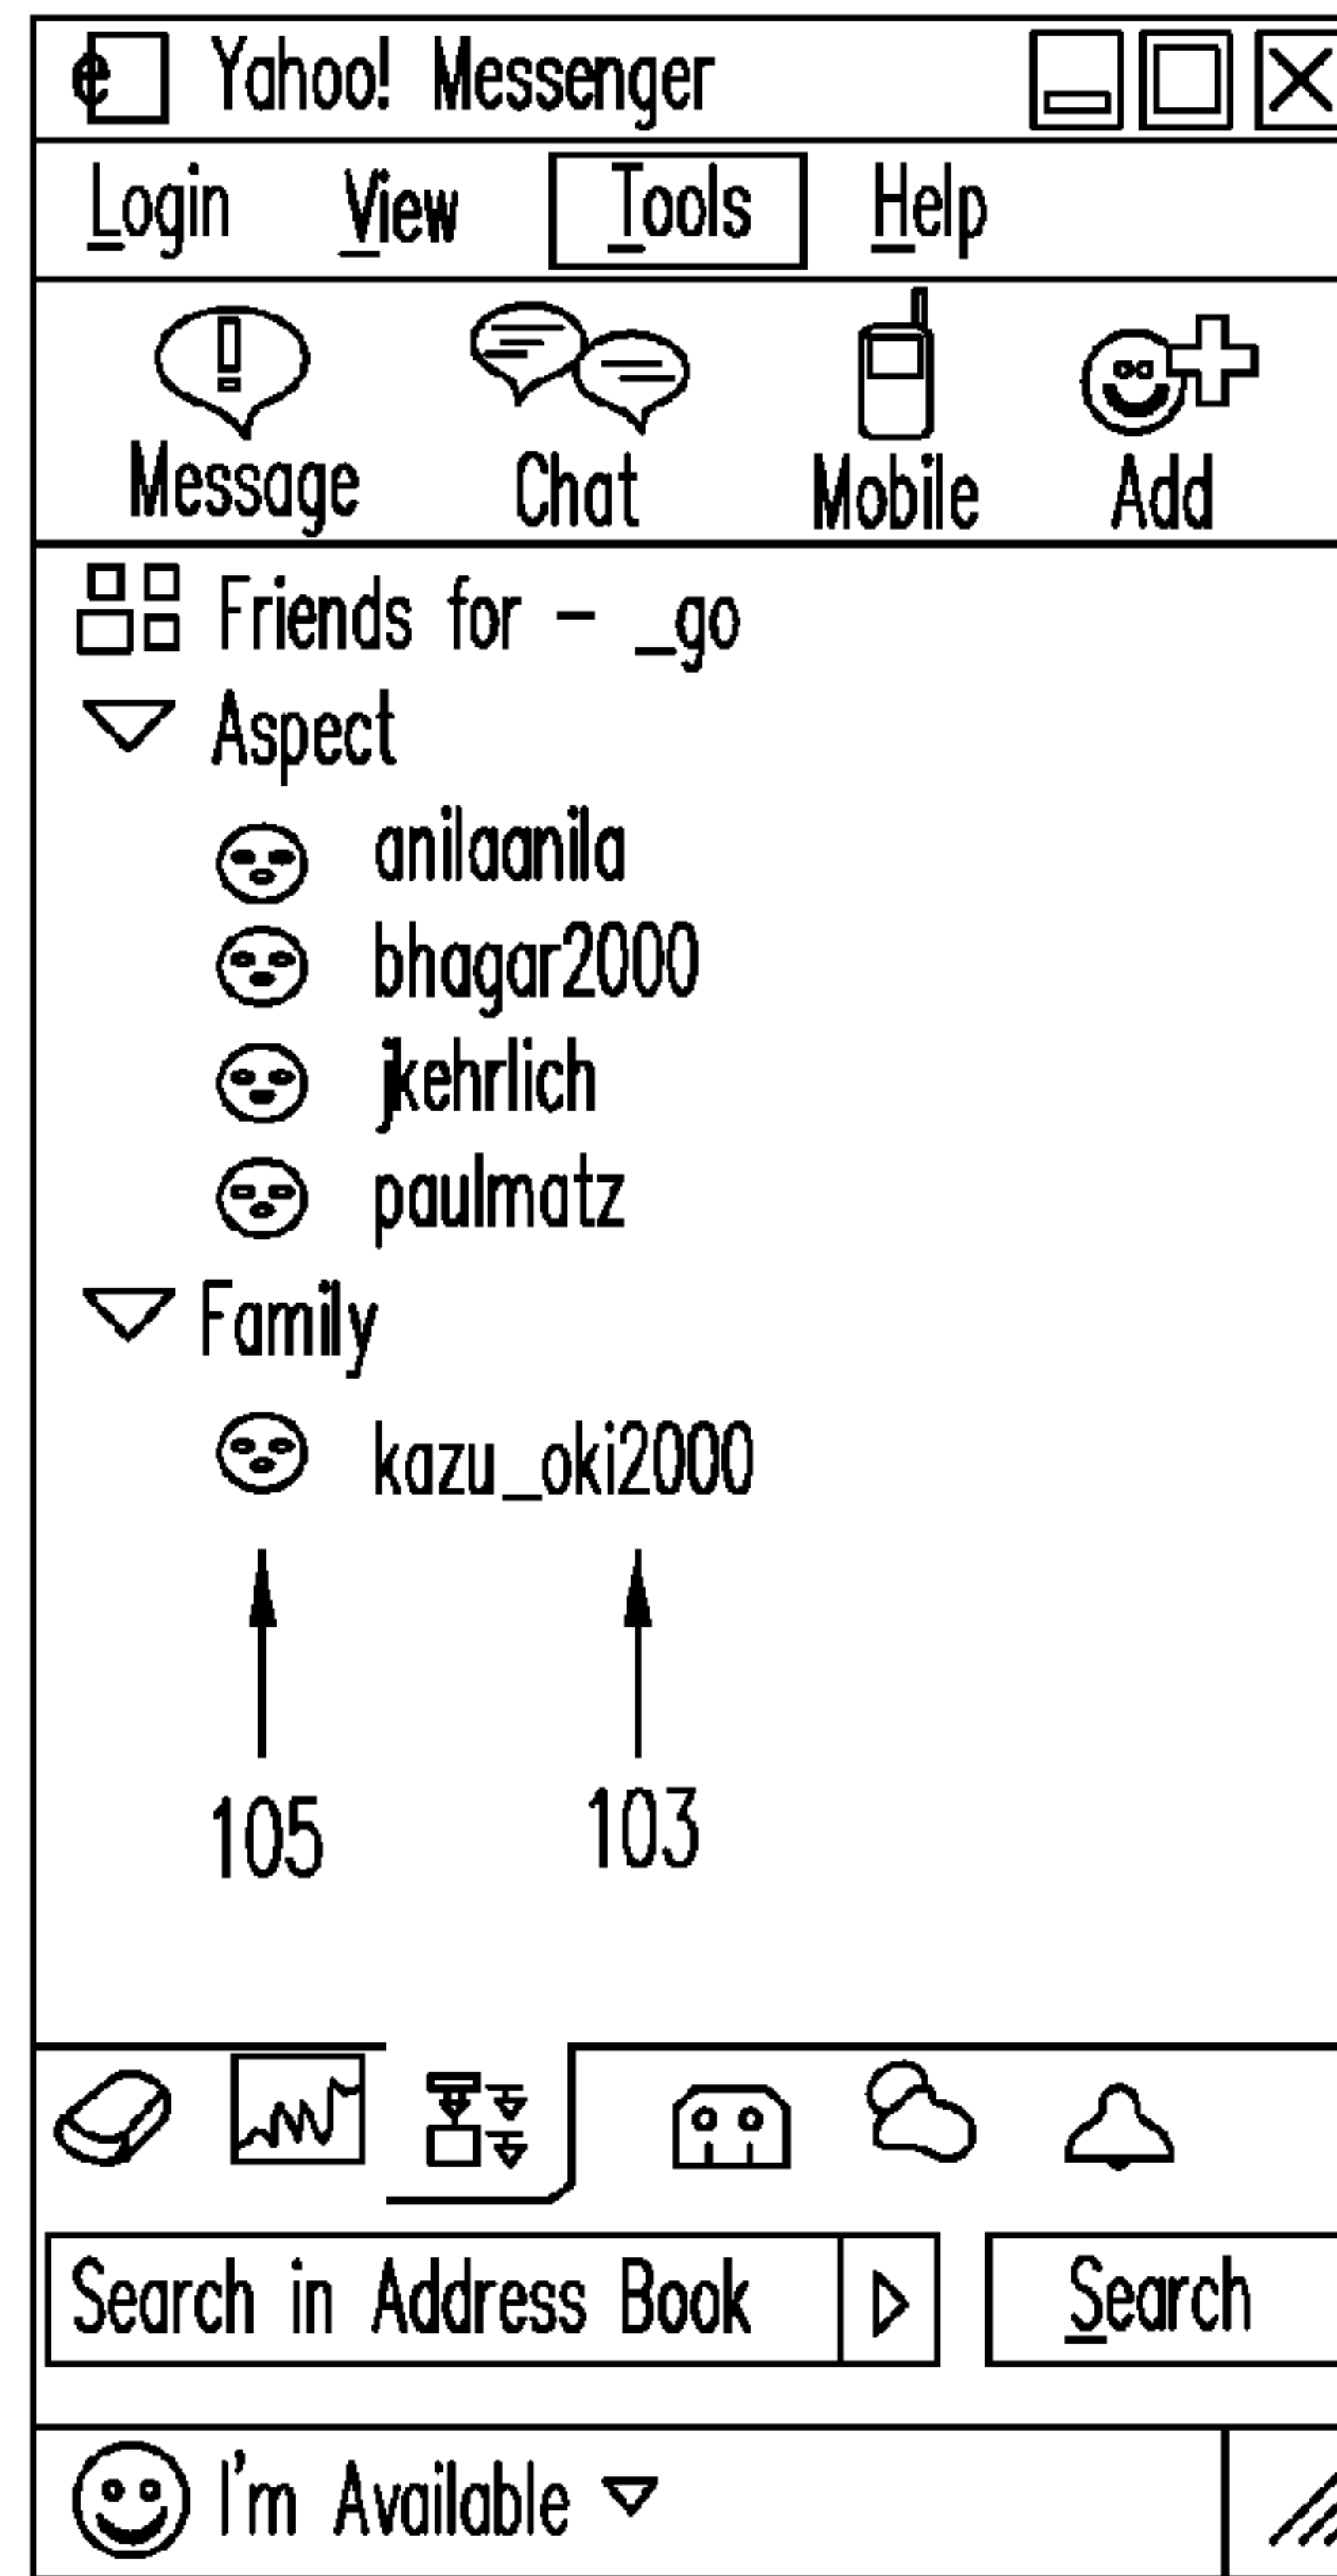 Yahoo! Messenger
Login View Tools Help
Message Chat Mobile Add
Friends for - _go
Aspect
anilaanila
bhagar2000
jkehrlich
paulmatz
Family
kazu_oki2000
105 103
Search in Address Book Search
I'm Available